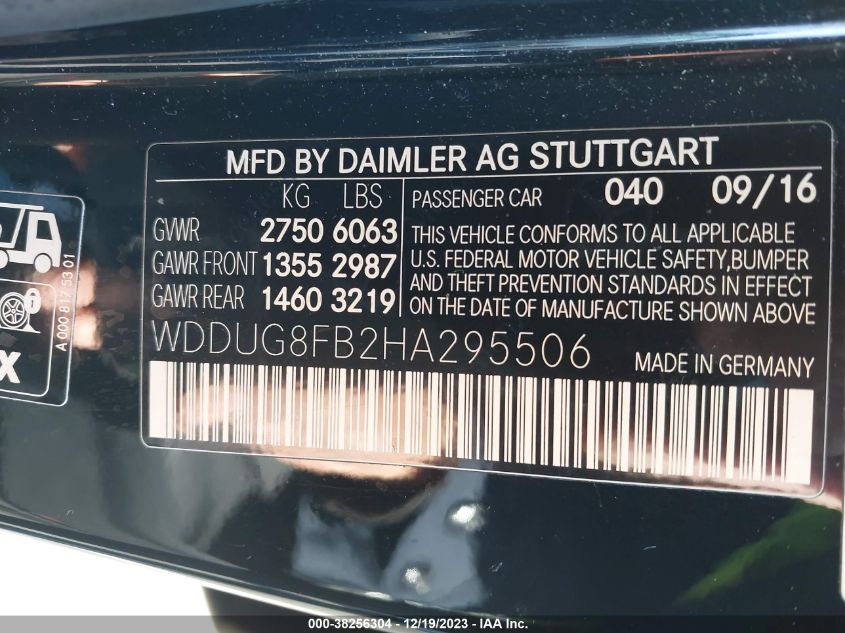 MFD BY DAIMLER AG STUTTGART
KG LBS
GVWR 2750 6063
GAWR FRONT 1355 2987
GAWR REAR 1460 3219
PASSENGER CAR 040 09/16
THIS VEHICLE CONFORMS TO ALL APPLICABLE
U.S. FEDERAL MOTOR VEHICLE SAFETY,BUMPER
AND THEFT PREVENTION STANDARDS IN EFFECT
ON THE DATE OF MANUFACTURE SHOWN ABOVE
WDDUG8FB2HA295506
MADE IN GERMANY
A 000 817 53 01
X
000-38256304 - 12/19/2023 - IAA Inc.